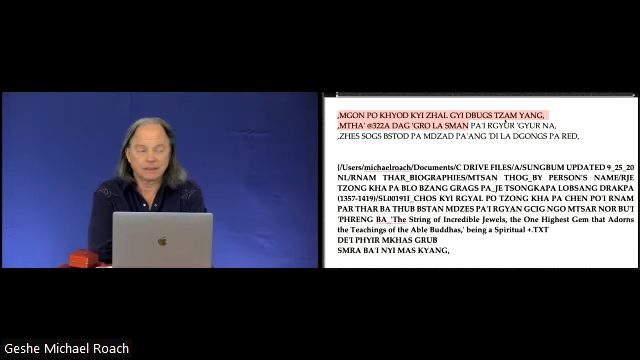 ,MGON PO KHYOD KYI ZHAL GYI DBUGS TZAM YANG,
,MTHA' @322A DAG 'GRO LA SMAN PA'I RGYUR 'GYUR NA,
,ZHES SOGS BSTOD PA MDZAD PA'ANG 'DI LA DGONGS PA RED,
{/Users/michaelroach/Documents/C DRIVE FILES/A/SUNGBUM UPDATED 9_25_20
NL/RNAM THAR_BIOGRAPHIES/MTSAN THOG_BY PERSON'S NAME/RJE
TZONG KHA PA BLO BZANG GRAGS PA_JE TSONGKAPA LOBSANG DRAKPA
(1357-1419)/SL00191I_CHOS KYI RGYAL PO TZONG KHA PA CHEN PO'I RNAM
PAR THAR BA THUB BSTAN MDZES PA'I RGYAN GCIG NGO MTSAR NOR BU'I
'PHRENG BA_'The String of Incredible Jewels, the One Highest Gem that Adorns
the Teachings of the Able Buddhas,' being a Spiritual +.TXT
DE'I PHYIR MKHAS GRUB
SMRA BA'I NYI MAS KYANG,
Geshe Michael Roach